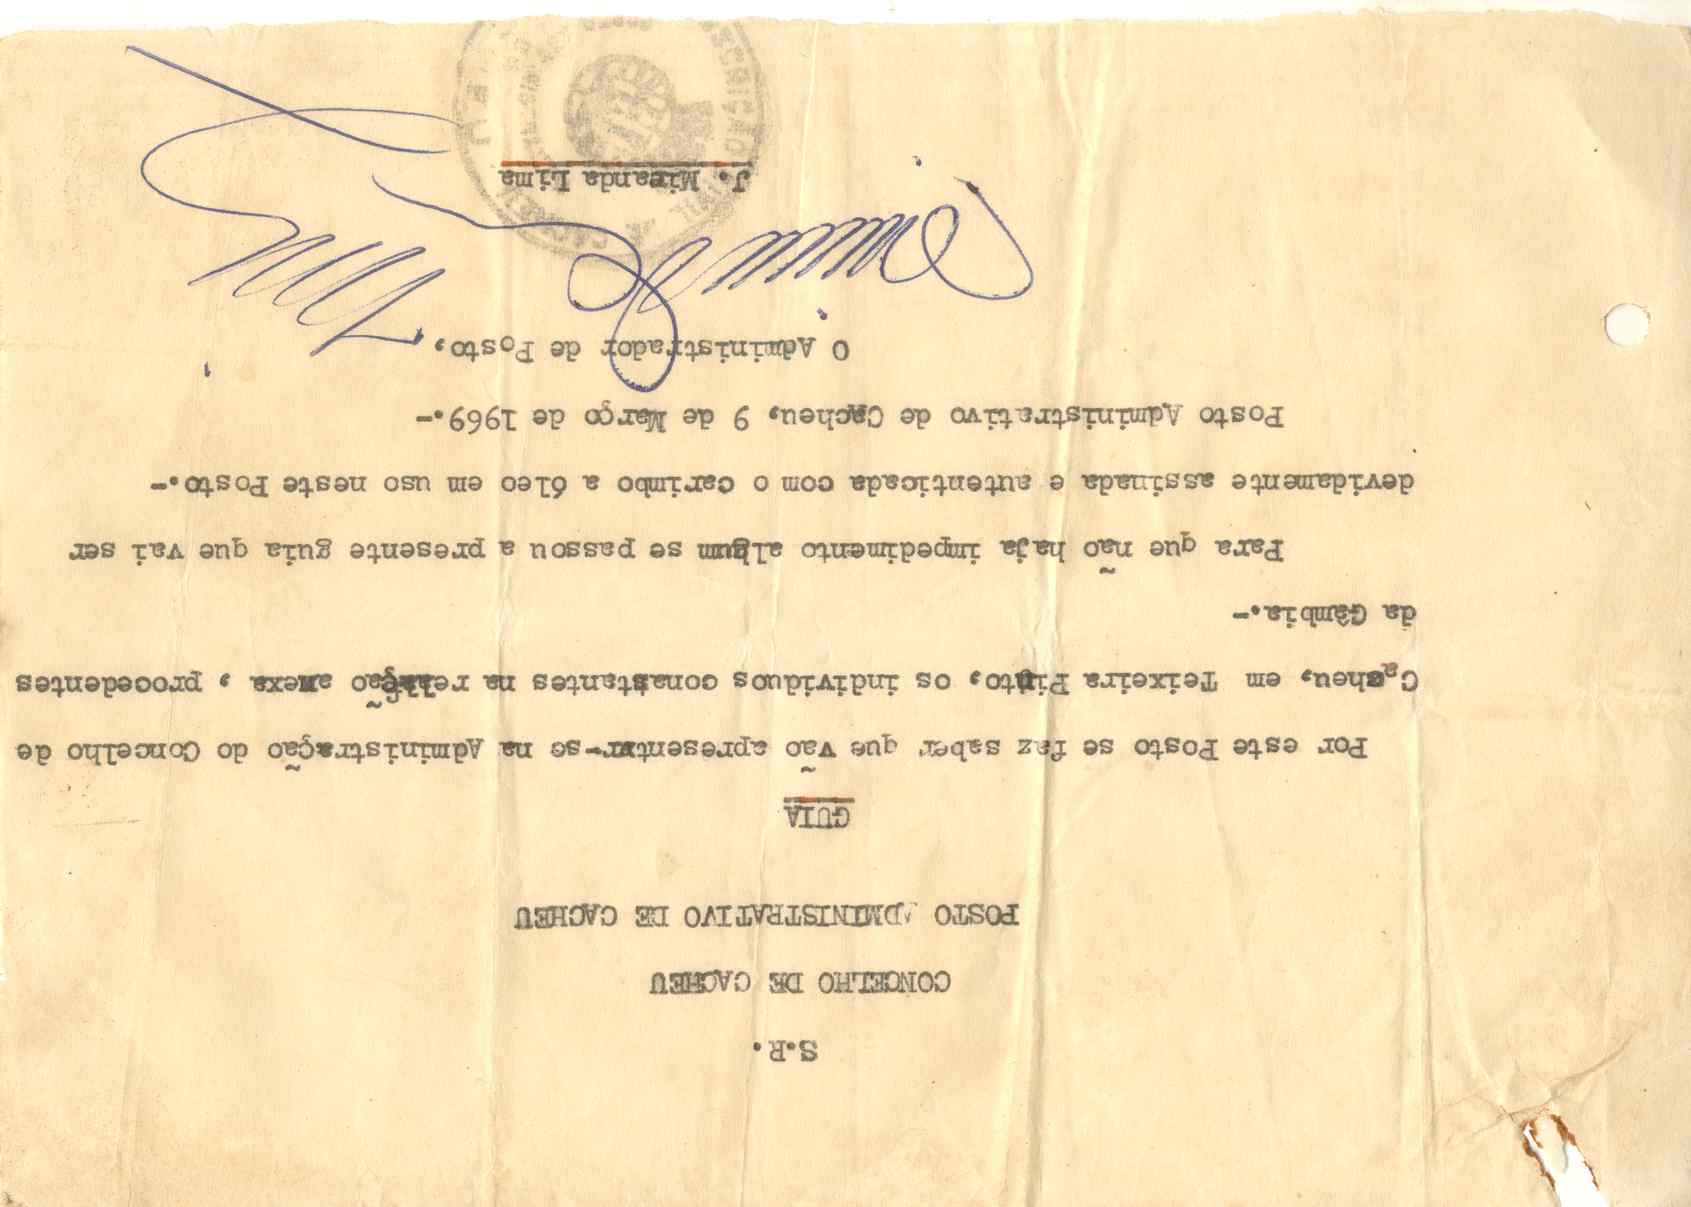 S.R.
CONCELHO DE CACHEU
POSTO ADMINISTRATIVO DE CACHEU
GUIA
Por este Posto se faz saber que vão apresentar-se na Administração do Concelho de
Cacheu, em Teixeira Pinto, os individuos constantes na relação anexa, procedentes
da Gâmbia.-
Para que não haja impedimento algum se passou a presente guia que vai ser
devidamente assinada e autenticada com o carimbo a óleo em uso neste Posto.-
Posto Administrativo de Cacheu, 9 de Março de 1969.-
O Administrador de Posto,
J. Miranda Lima